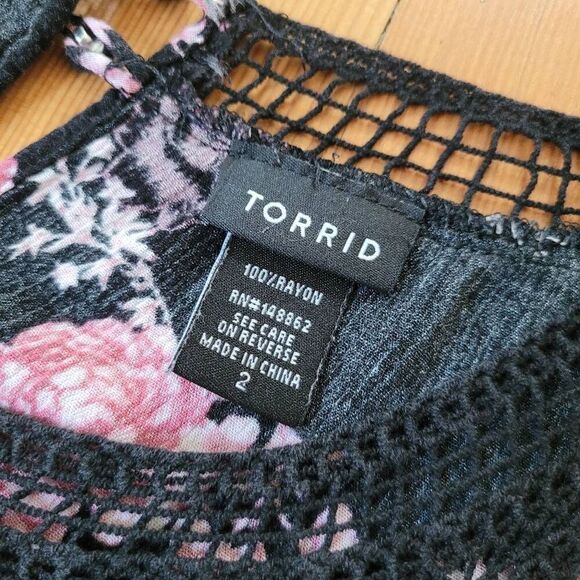 TORRID
100%RAYON
RN#148862
SEE CARE
ON REVERSE
MADE IN CHINA
2